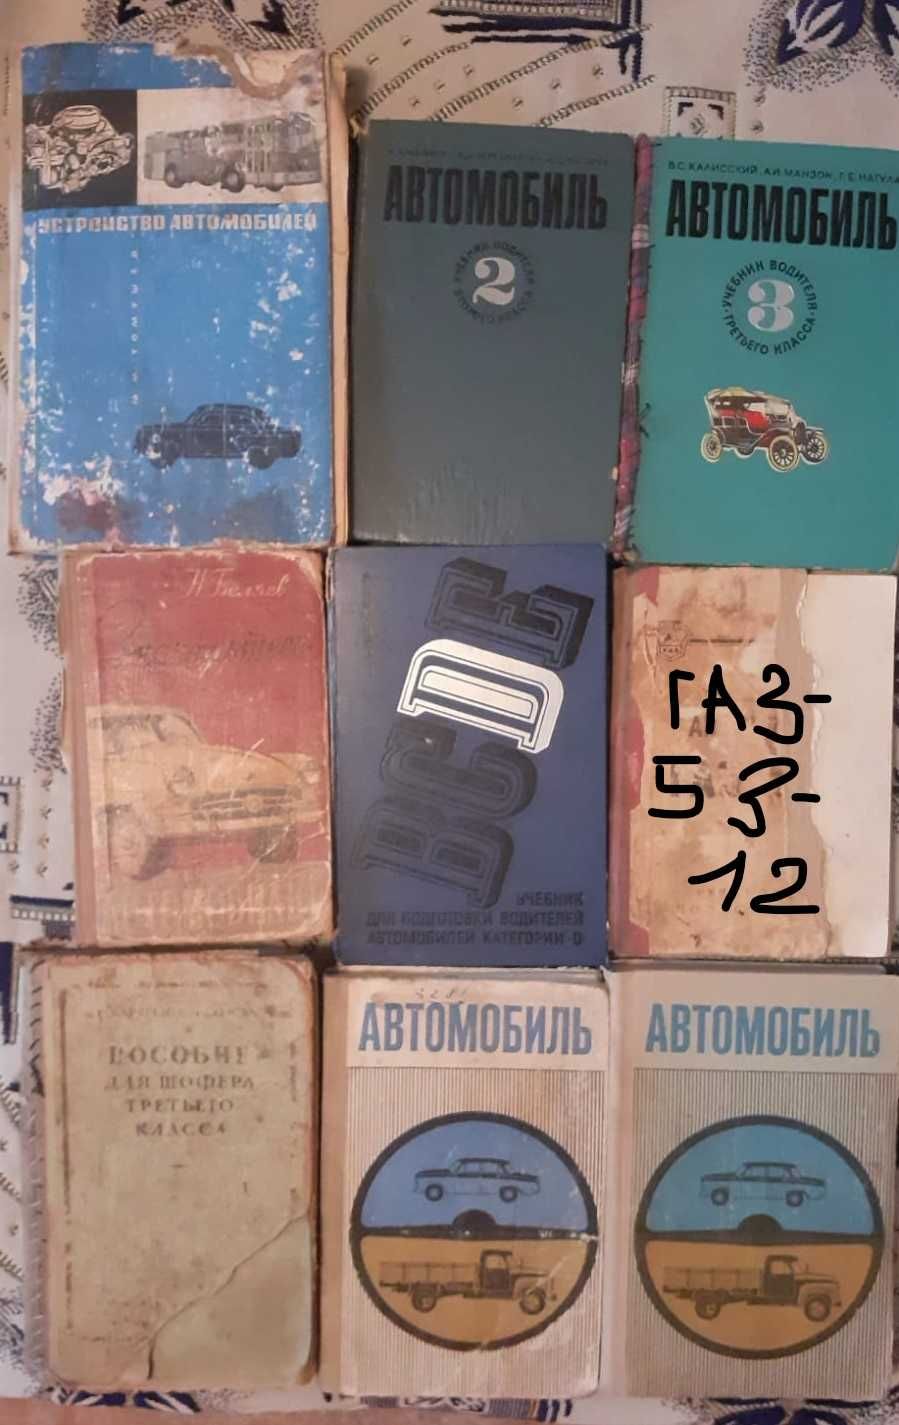 УСТРОЙСТВО АВТОМОБИЛЕЙ
АВТОМОБИЛЬ
УЧЕБНИК ВОДИТЕЛЯ
2
ВТОРОГО КЛАССА
В.С.КАЛИССКИЙ, А.И.МАНЗОН, Г.Е.НАГУЛА
АВТОМОБИЛЬ
УЧЕБНИК ВОДИТЕЛЯ
3
ТРЕТЬЕГО КЛАССА
Н. Беляев
BCDE
УЧЕБНИК
ДЛЯ ПОДГОТОВКИ ВОДИТЕЛЕЙ
АВТОМОБИЛЕЙ КАТЕГОРИИ ·D·
ГАЗ-
53-
12
ПОСОБИЕ
ДЛЯ ШОФЕРА
ТРЕТЬЕГО
КЛАССА
АВТОМОБИЛЬ
АВТОМОБИЛЬ